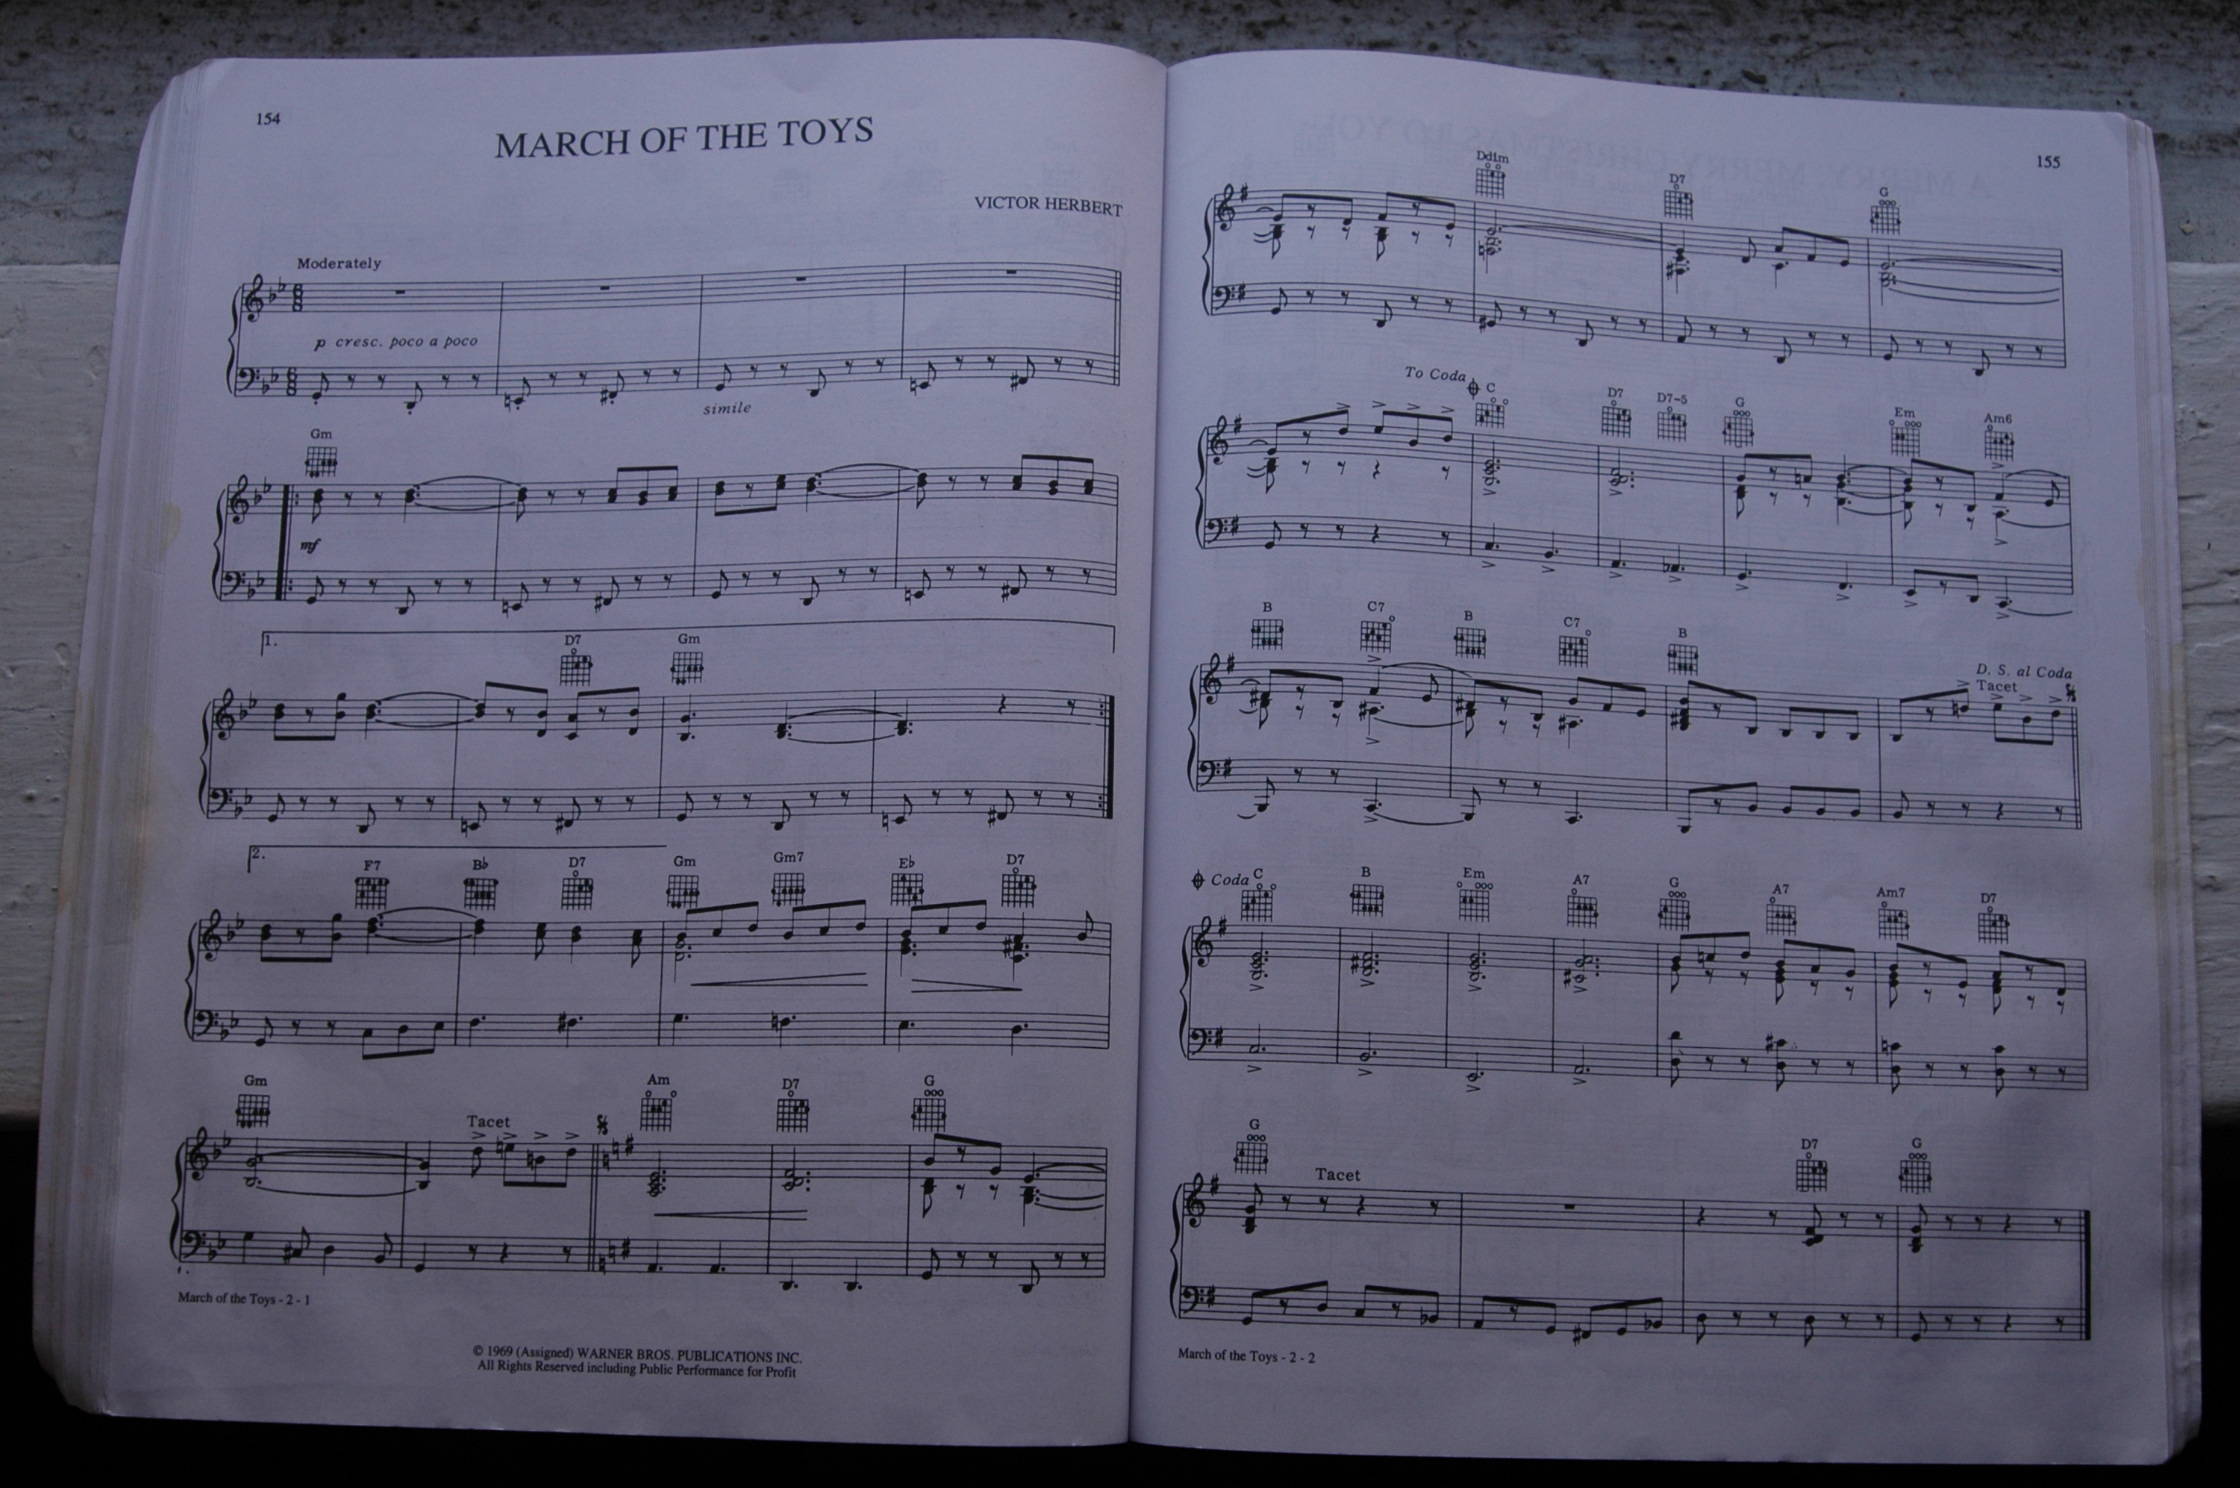 154
MARCH OF THE TOYS
VICTOR HERBERT
Moderately
p cresc. poco a poco
simile
Gm
mf
1. D7 Gm
2. F7 B♭ D7 Gm Gm7 E♭ D7
Gm Tacet Am D7 G
March of the Toys - 2 - 1
© 1969 (Assigned) WARNER BROS. PUBLICATIONS INC.
All Rights Reserved including Public Performance for Profit
155
Ddim D7 G
To Coda C D7 D7-5 G Em Am6
B C7 B C7 B
D. S. al Coda
Tacet
Coda C B Em A7 G A7 Am7 D7
G Tacet D7 G
March of the Toys - 2 - 2